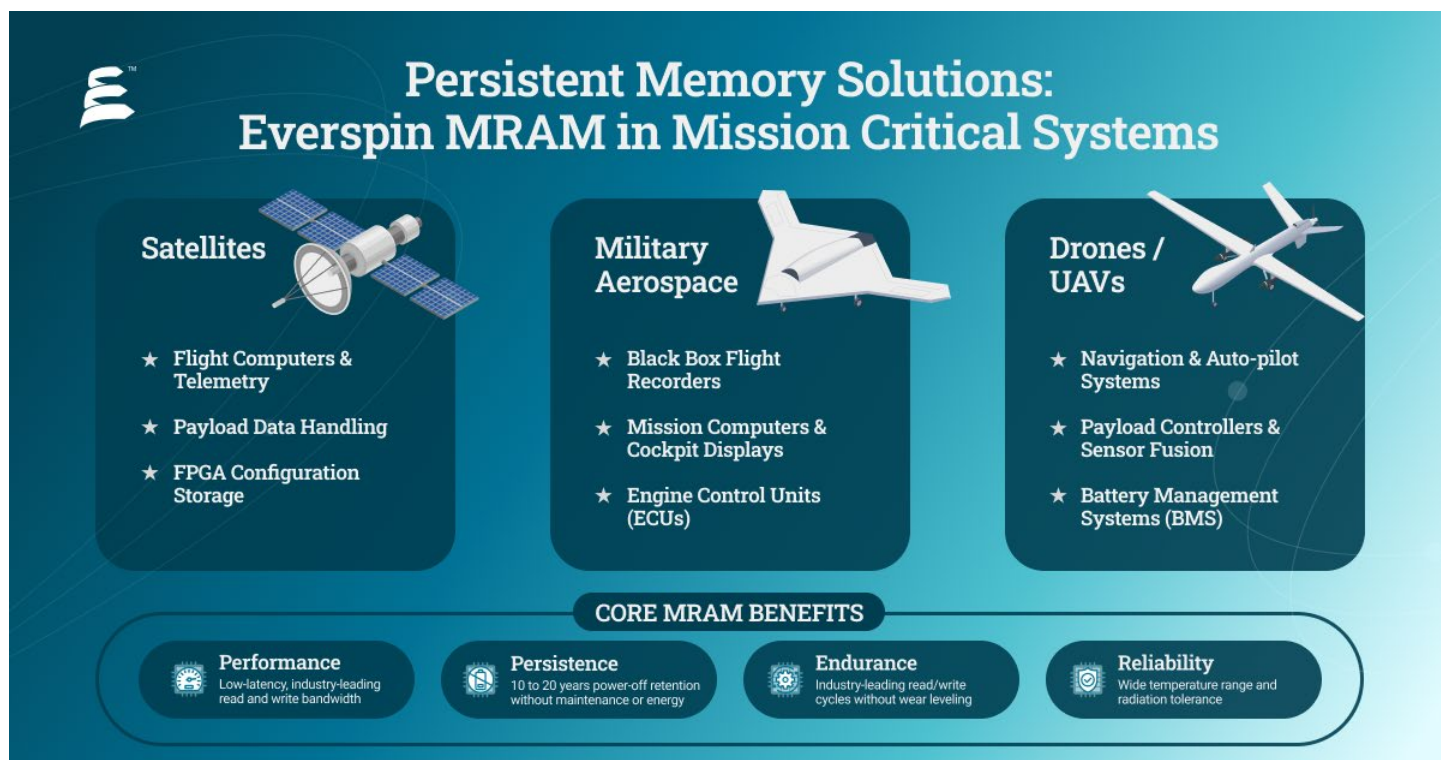 TM
Persistent Memory Solutions:
Everspin MRAM in Mission Critical Systems
Satellites
★ Flight Computers &
Telemetry
★ Payload Data Handling
★ FPGA Configuration
Storage
Military
Aerospace
★ Black Box Flight
Recorders
★ Mission Computers &
Cockpit Displays
★ Engine Control Units
(ECUs)
Drones /
UAVs
★ Navigation & Auto-pilot
Systems
★ Payload Controllers &
Sensor Fusion
★ Battery Management
Systems (BMS)
CORE MRAM BENEFITS
Performance
Low-latency, industry-leading
read and write bandwidth
Persistence
10 to 20 years power-off retention
without maintenance or energy
Endurance
Industry-leading read/write
cycles without wear leveling
Reliability
Wide temperature range and
radiation tolerance